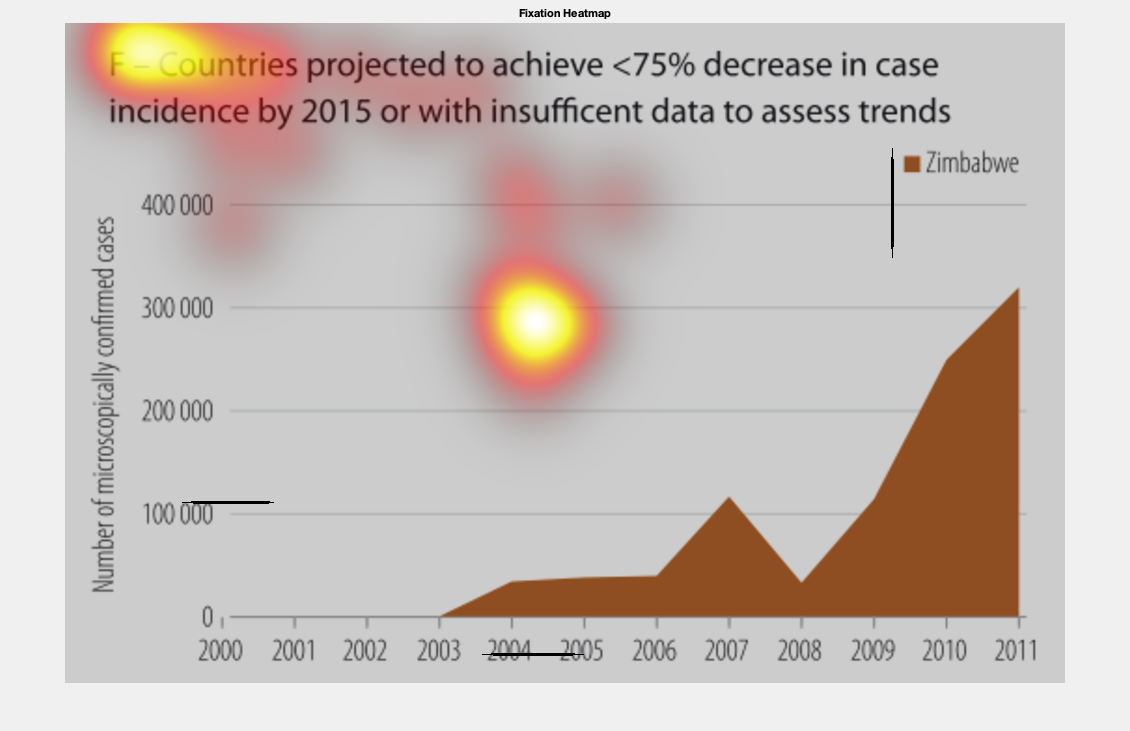 Fixation Heatmap
F – Countries projected to achieve <75% decrease in case
incidence by 2015 or with insufficent data to assess trends
Zimbabwe
Number of microscopically confirmed cases
400 000
300 000
200 000
100 000
0
2000 2001 2002 2003 2004 2005 2006 2007 2008 2009 2010 2011